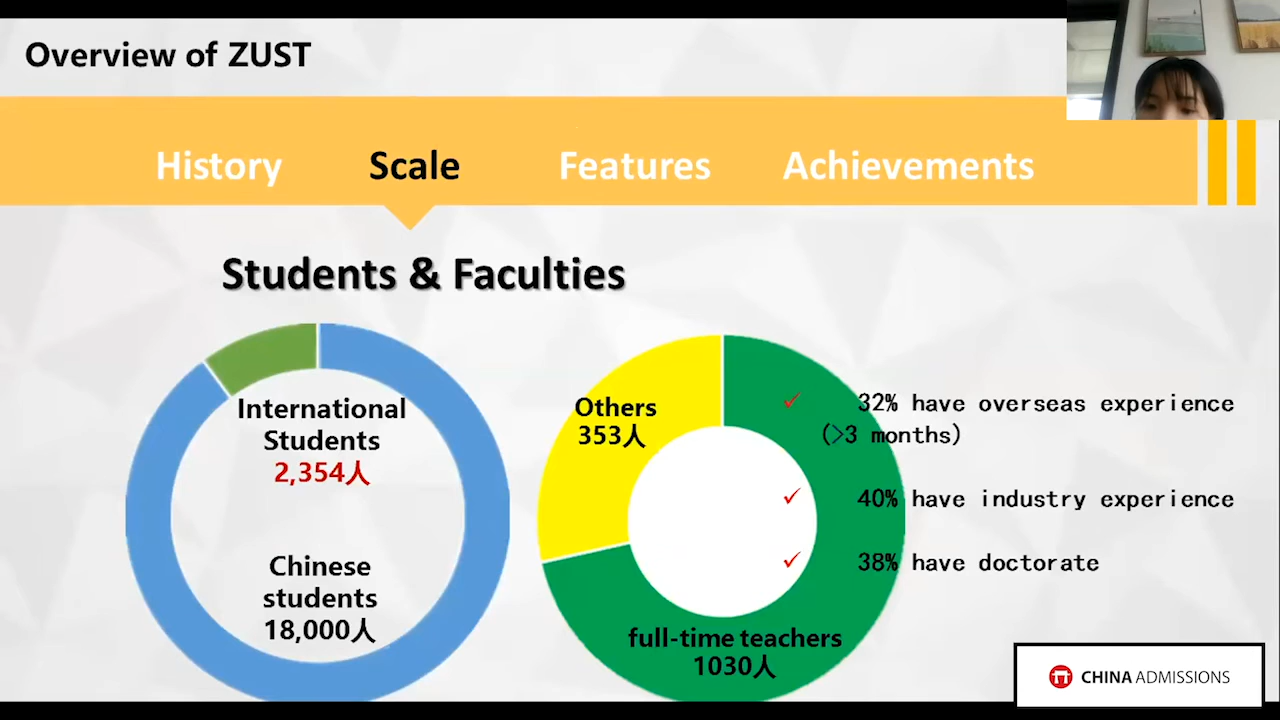 Overview of ZUST
History
Scale
Features
Achievements
Students & Faculties
International
Students
2,354人
Chinese
students
18,000人
Others
353人
full-time teachers
1030人
✓ 32% have overseas experience
(>3 months)
✓ 40% have industry experience
✓ 38% have doctorate
CHINA ADMISSIONS